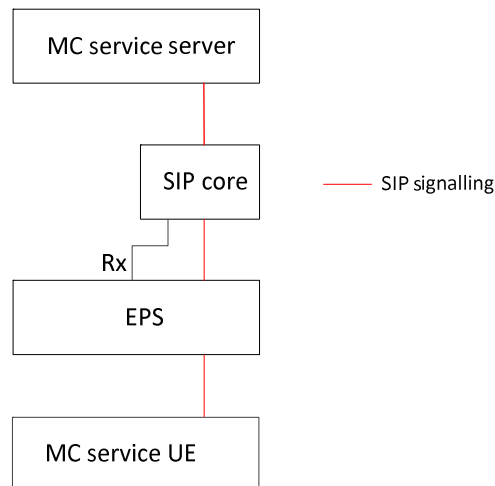 MC service server
SIP core
SIP signalling
Rx
EPS
MC service UE